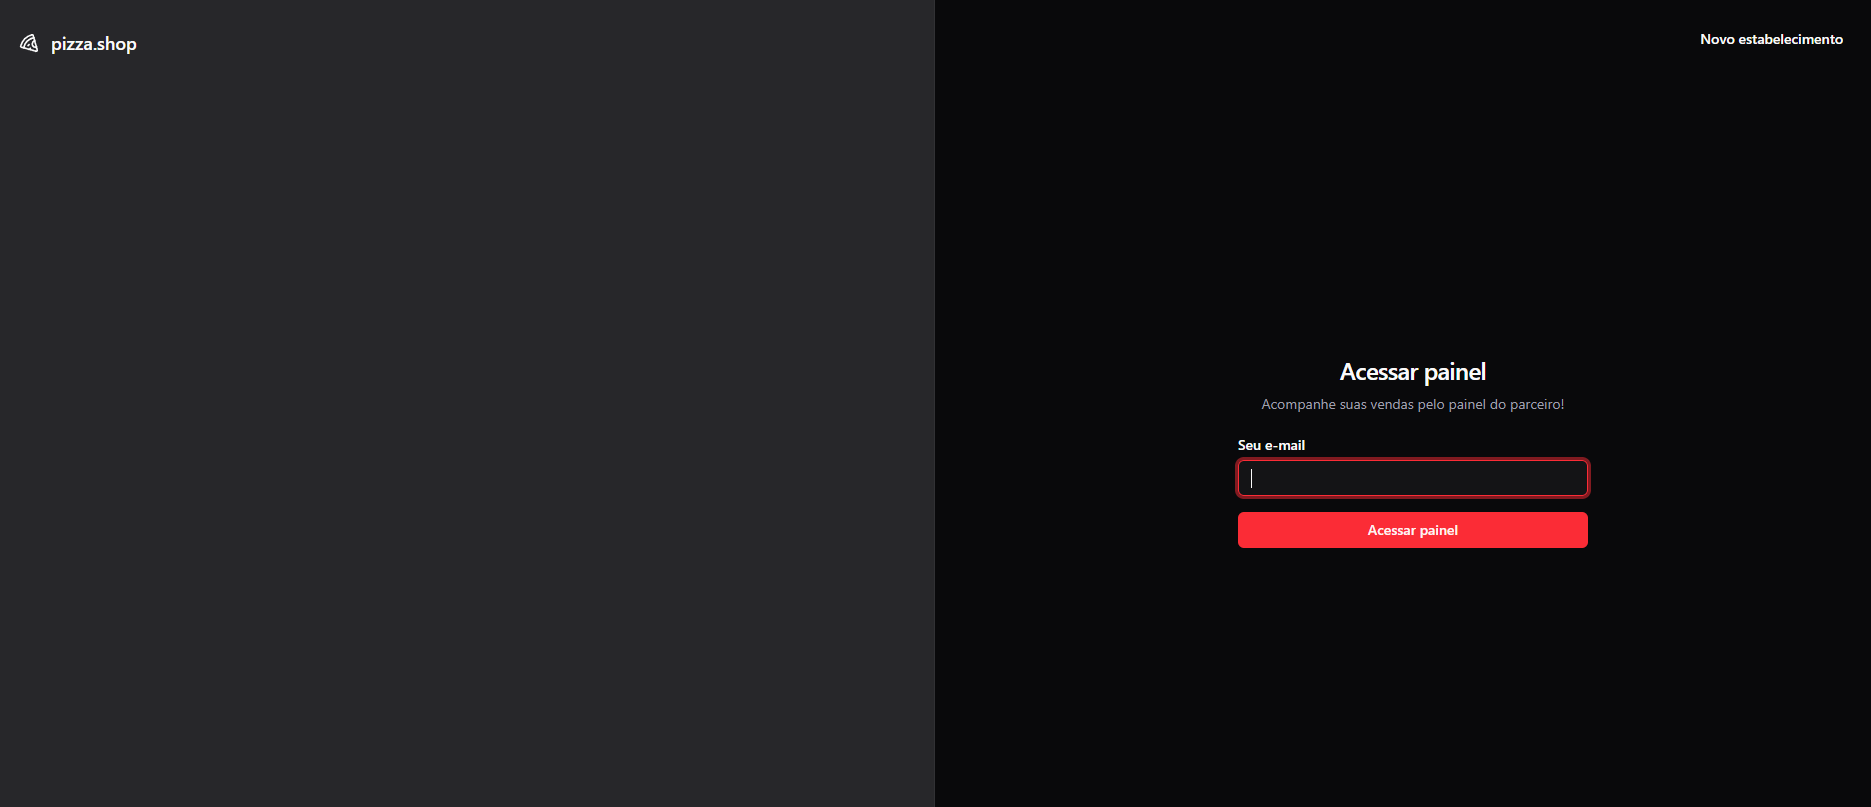 pizza.shop
Novo estabelecimento
Acessar painel
Acompanhe suas vendas pelo painel do parceiro!
Seu e-mail
Acessar painel